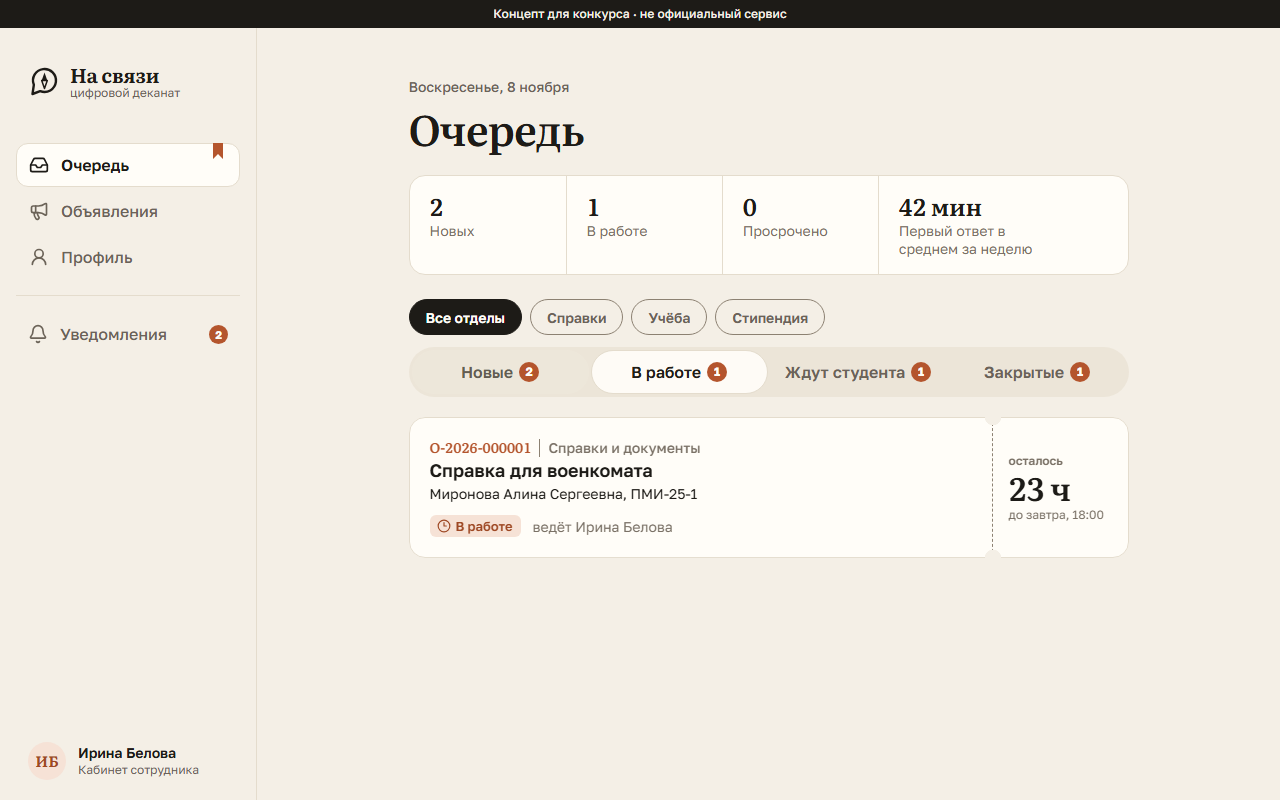 Концепт для конкурса · не официальный сервис
На связи
цифровой деканат
Очередь
Объявления
Профиль
Уведомления 2
ИБ
Ирина Белова
Кабинет сотрудника
Воскресенье, 8 ноября
Очередь
2
Новых
1
В работе
0
Просрочено
42 мин
Первый ответ в
среднем за неделю
Все отделы Справки Учёба Стипендия
Новые 2 В работе 1 Ждут студента 1 Закрытые 1
О-2026-000001 Справки и документы
Справка для военкомата
Миронова Алина Сергеевна, ПМИ-25-1
В работе ведёт Ирина Белова
осталось
23 ч
до завтра, 18:00